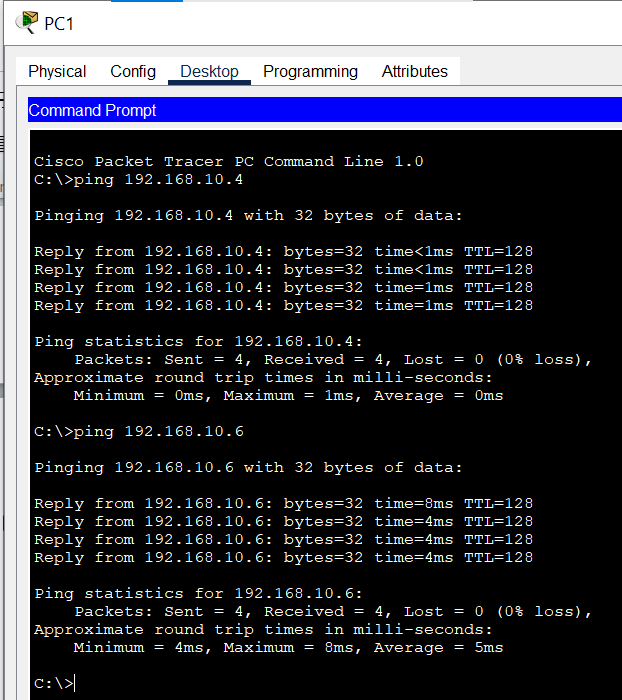 PC1
Physical Config Desktop Programming Attributes
Command Prompt
Cisco Packet Tracer PC Command Line 1.0
C:\>ping 192.168.10.4
Pinging 192.168.10.4 with 32 bytes of data:
Reply from 192.168.10.4: bytes=32 time<1ms TTL=128
Reply from 192.168.10.4: bytes=32 time<1ms TTL=128
Reply from 192.168.10.4: bytes=32 time=1ms TTL=128
Reply from 192.168.10.4: bytes=32 time=1ms TTL=128
Ping statistics for 192.168.10.4:
Packets: Sent = 4, Received = 4, Lost = 0 (0% loss),
Approximate round trip times in milli-seconds:
Minimum = 0ms, Maximum = 1ms, Average = 0ms
C:\>ping 192.168.10.6
Pinging 192.168.10.6 with 32 bytes of data:
Reply from 192.168.10.6: bytes=32 time=8ms TTL=128
Reply from 192.168.10.6: bytes=32 time=4ms TTL=128
Reply from 192.168.10.6: bytes=32 time=4ms TTL=128
Reply from 192.168.10.6: bytes=32 time=4ms TTL=128
Ping statistics for 192.168.10.6:
Packets: Sent = 4, Received = 4, Lost = 0 (0% loss),
Approximate round trip times in milli-seconds:
Minimum = 4ms, Maximum = 8ms, Average = 5ms
C:\>